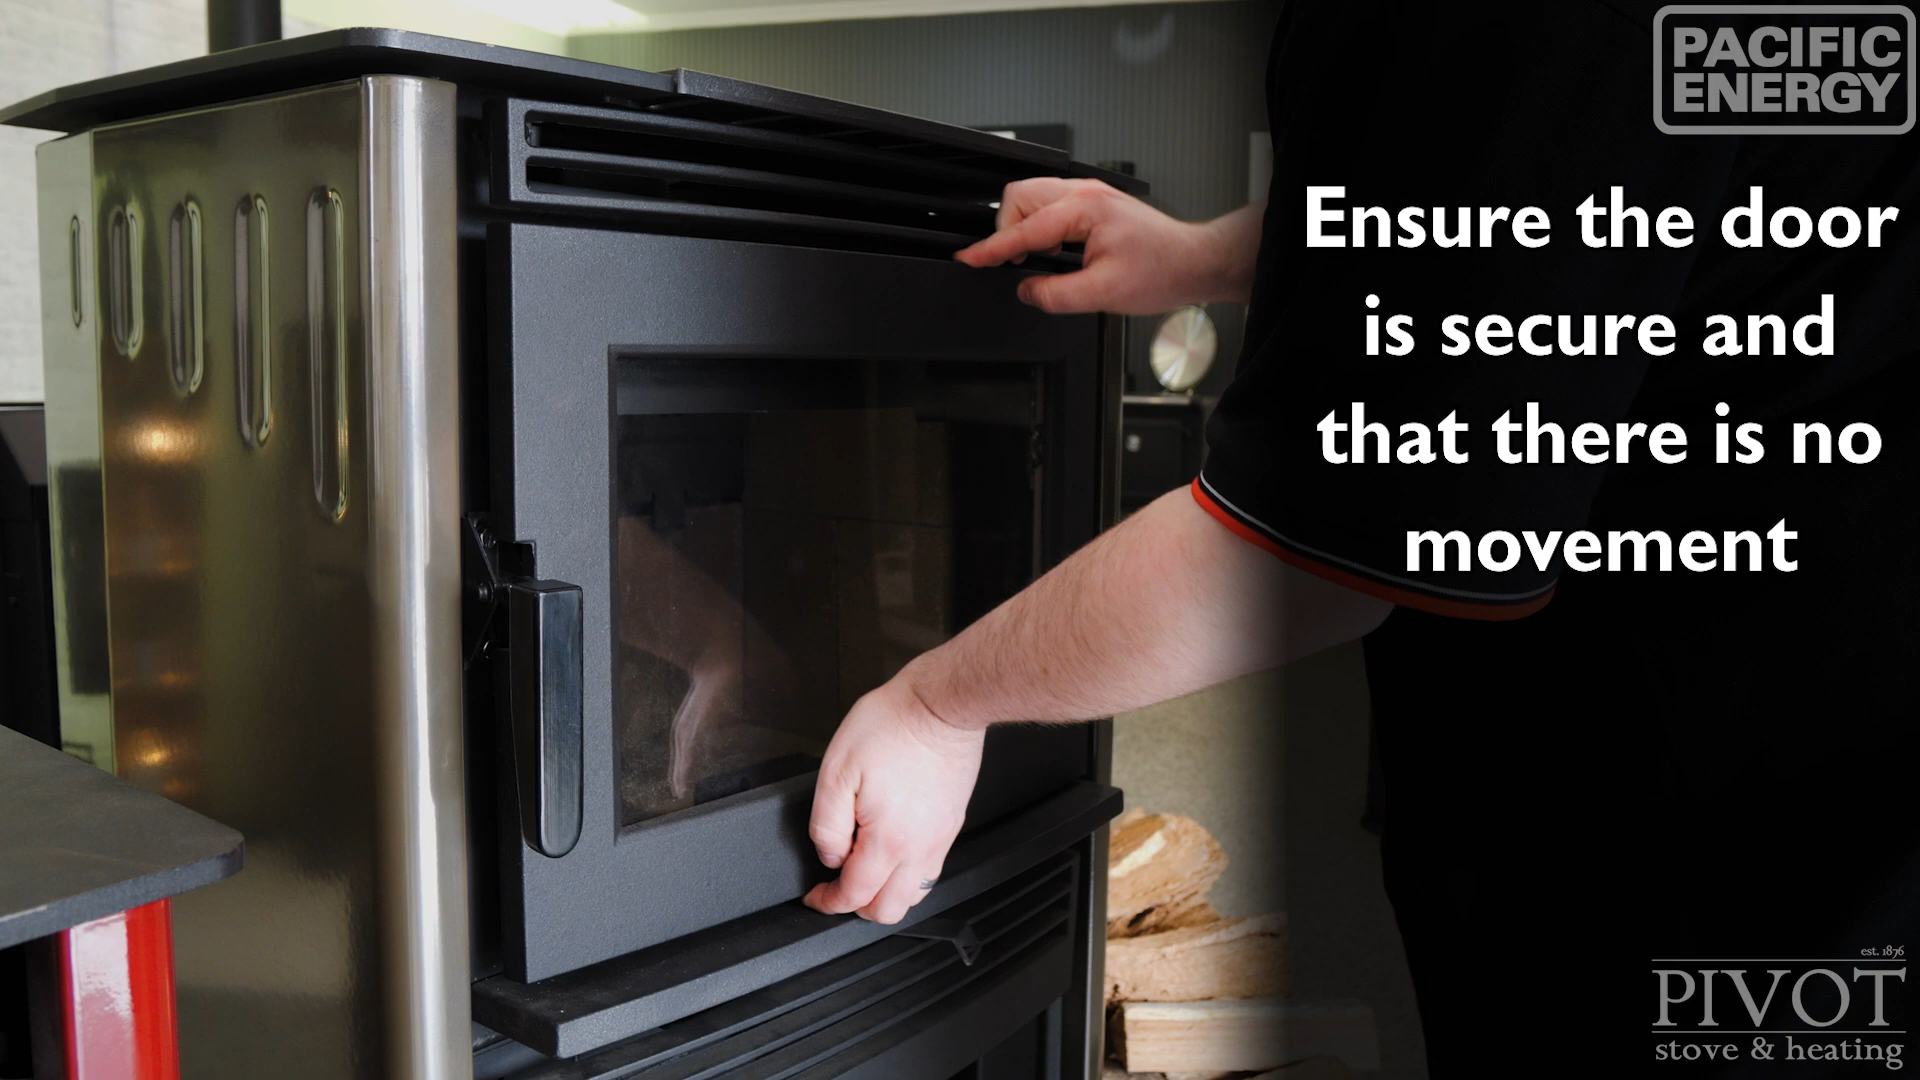 PACIFIC
ENERGY
Ensure the door
is secure and
that there is no
movement
est. 1876
PIVOT
stove & heating